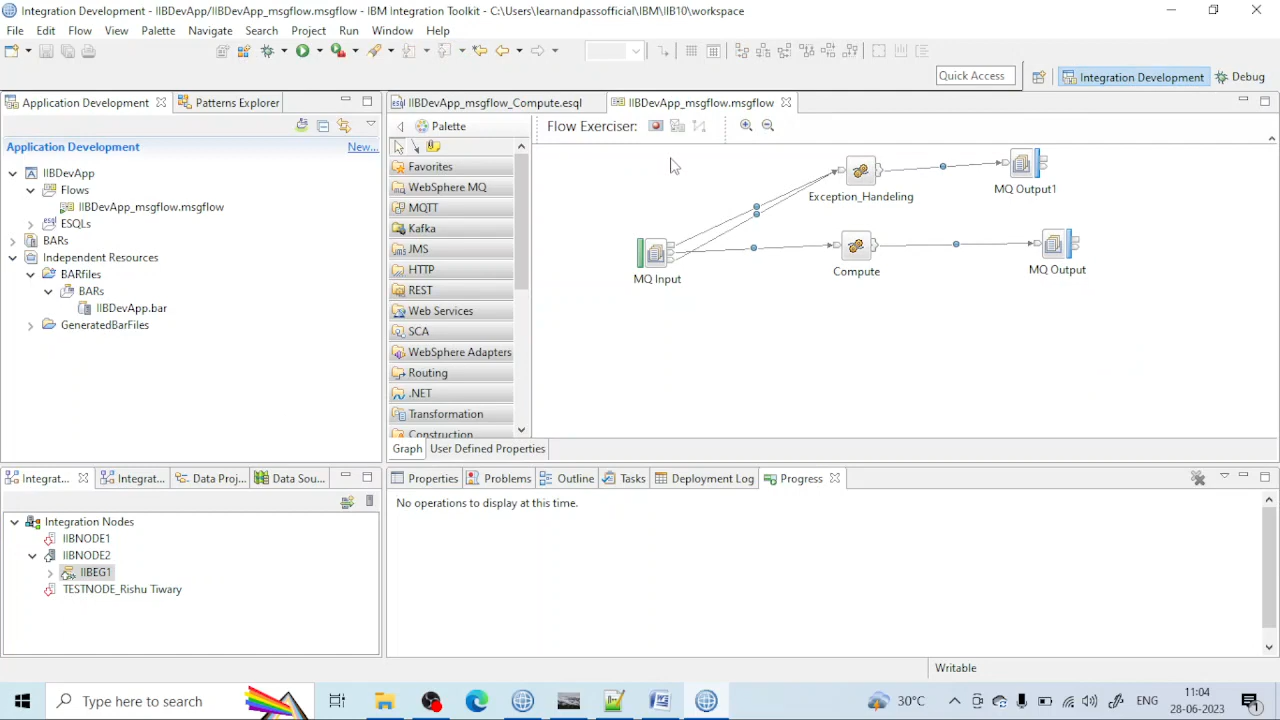 Integration Development - IIBDevApp/IIBDevApp_msgflow.msgflow - IBM Integration Toolkit - C:\Users\learnandpassofficial\IBM\IIB10\workspace
File Edit Flow View Palette Navigate Search Project Run Window Help
Quick Access Integration Development Debug
Application Development Patterns Explorer
Application Development New...
IIBDevApp
Flows
IIBDevApp_msgflow.msgflow
ESQLs
BARs
Independent Resources
BARfiles
BARs
IIBDevApp.bar
GeneratedBarFiles
IIBDevApp_msgflow_Compute.esql IIBDevApp_msgflow.msgflow
Palette Flow Exerciser:
Favorites
WebSphere MQ
MQTT
Kafka
JMS
HTTP
REST
Web Services
SCA
WebSphere Adapters
Routing
.NET
Transformation
Construction
Exception_Handeling
MQ Output1
MQ Input
Compute
MQ Output
Graph User Defined Properties
Integrat... Integrat... Data Proj... Data Sou...
Integration Nodes
IIBNODE1
IIBNODE2
IIBEG1
TESTNODE_Rishu Tiwary
Properties Problems Outline Tasks Deployment Log Progress
No operations to display at this time.
Writable
Type here to search
30°C ENG 11:04
28-06-2023